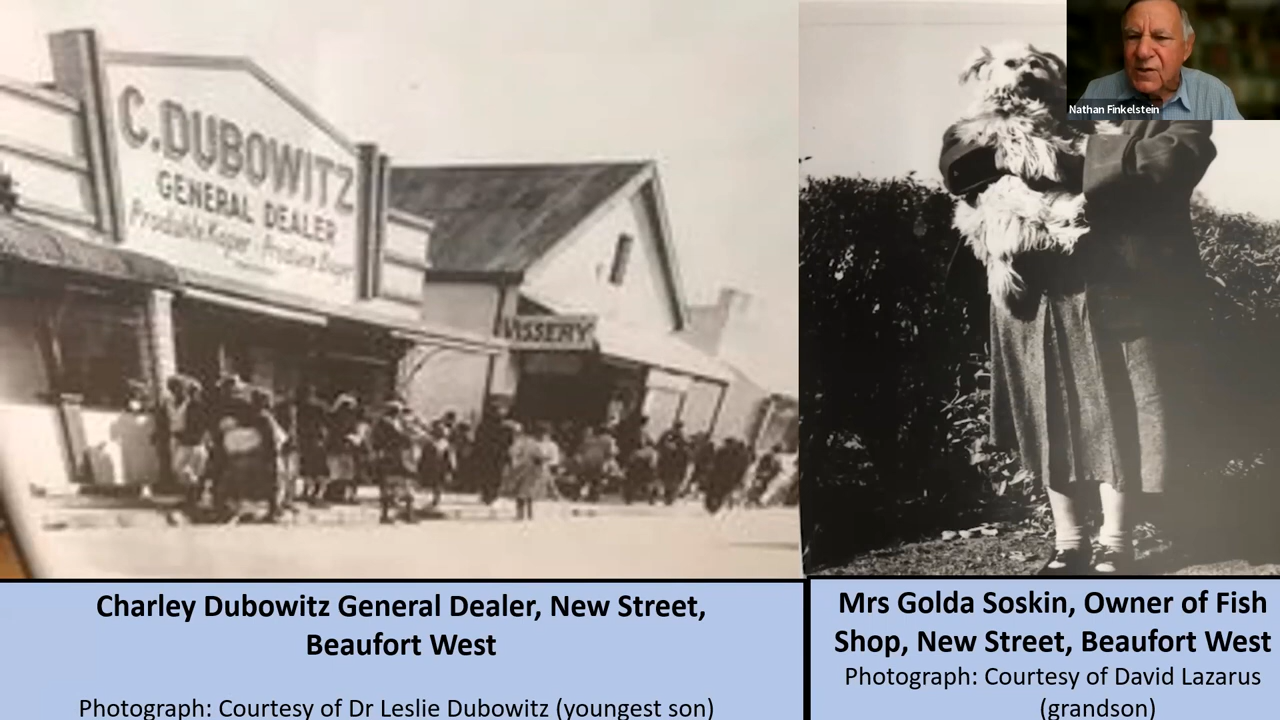 C. DUBOWITZ
GENERAL DEALER
Produkte Koper - Produce Buyer
VISSERY
Nathan Finkelstein
Charley Dubowitz General Dealer, New Street,
Beaufort West
Photograph: Courtesy of Dr Leslie Dubowitz (youngest son)
Mrs Golda Soskin, Owner of Fish
Shop, New Street, Beaufort West
Photograph: Courtesy of David Lazarus
(grandson)